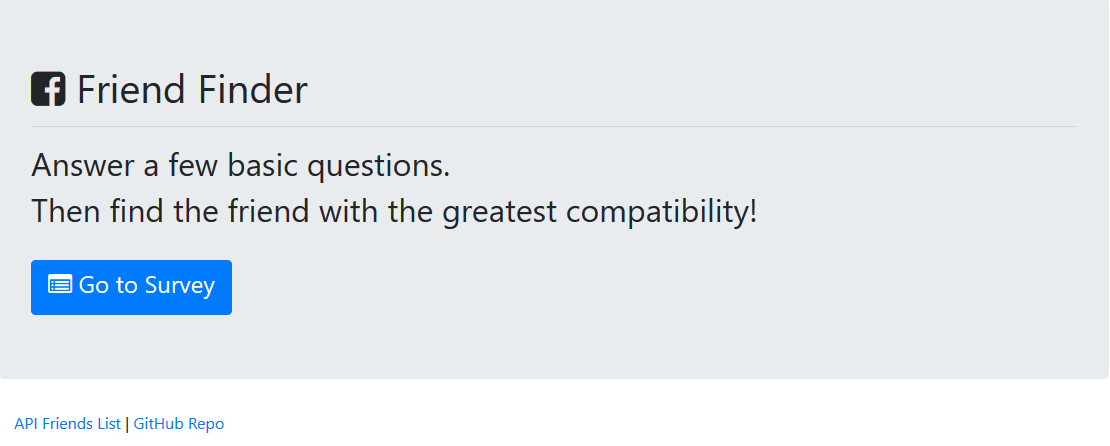 Friend Finder
Answer a few basic questions.
Then find the friend with the greatest compatibility!
Go to Survey
API Friends List | GitHub Repo